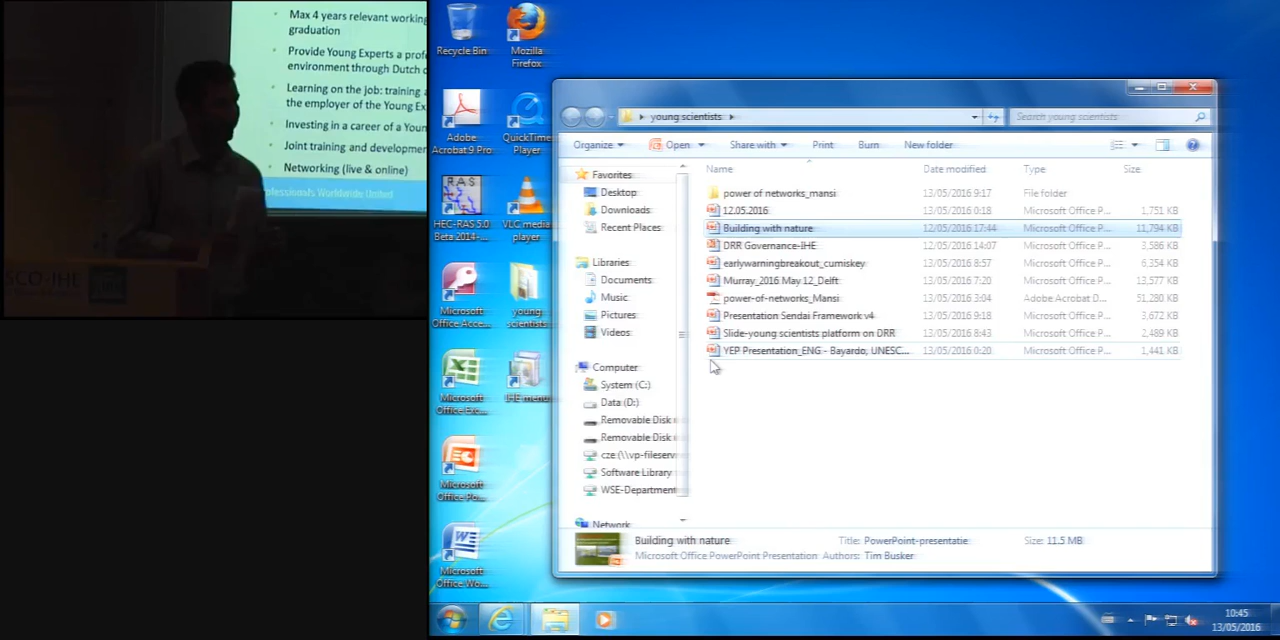 Max 4 years relevant working
graduation
Provide Young Experts a prof
environment through Dutch
Learning on the job: training
the employer of the Young Ex
Investing in a career of a Youn
Joint training and developmen
Networking (live & online)
Professionals Worldwide United
SCO-IHE
Recycle Bin
Mozilla
Firefox
Adobe
Acrobat 9 Pro
QuickTime
Player
RAS
HEC-RAS 5.0
Beta 2014-...
VLC media
player
Microsoft
Office Acce...
young
scientists
Microsoft
Office Exc...
IHE menu
Microsoft
Office Po...
Microsoft
Office Wo...
young scientists
Search young scientists
Organize Open Share with Print Burn New folder
Favorites
Desktop
Downloads
Recent Places
Libraries
Documents
Music
Pictures
Videos
Computer
System (C:)
Data (D:)
Removable Disk
Removable Disk
cze (\\vp-fileserv
Software Library
WSE-Department
Network
Name Date modified Type Size
power of networks_mansi 13/05/2016 9:17 File folder
12.05.2016 13/05/2016 0:18 Microsoft Office P... 1,751 KB
Building with nature 12/05/2016 17:44 Microsoft Office P... 11,794 KB
DRR Governance-IHE 12/05/2016 14:07 Microsoft Office P... 3,586 KB
earlywarningbreakout_cumiskey 13/05/2016 8:57 Microsoft Office P... 6,354 KB
Murray_2016 May 12_Delft 13/05/2016 7:20 Microsoft Office P... 13,577 KB
power-of-networks_Mansi 13/05/2016 3:04 Adobe Acrobat D... 51,280 KB
Presentation Sendai Framework v4 13/05/2016 9:18 Microsoft Office P... 3,672 KB
Slide-young scientists platform on DRR 13/05/2016 8:43 Microsoft Office P... 2,489 KB
YEP Presentation_ENG - Bayardo, UNESC... 13/05/2016 0:20 Microsoft Office P... 1,441 KB
Building with nature Title: PowerPoint-presentatie Size: 11.5 MB
Microsoft Office PowerPoint Presentation Authors: Tim Busker
10:45
13/05/2016